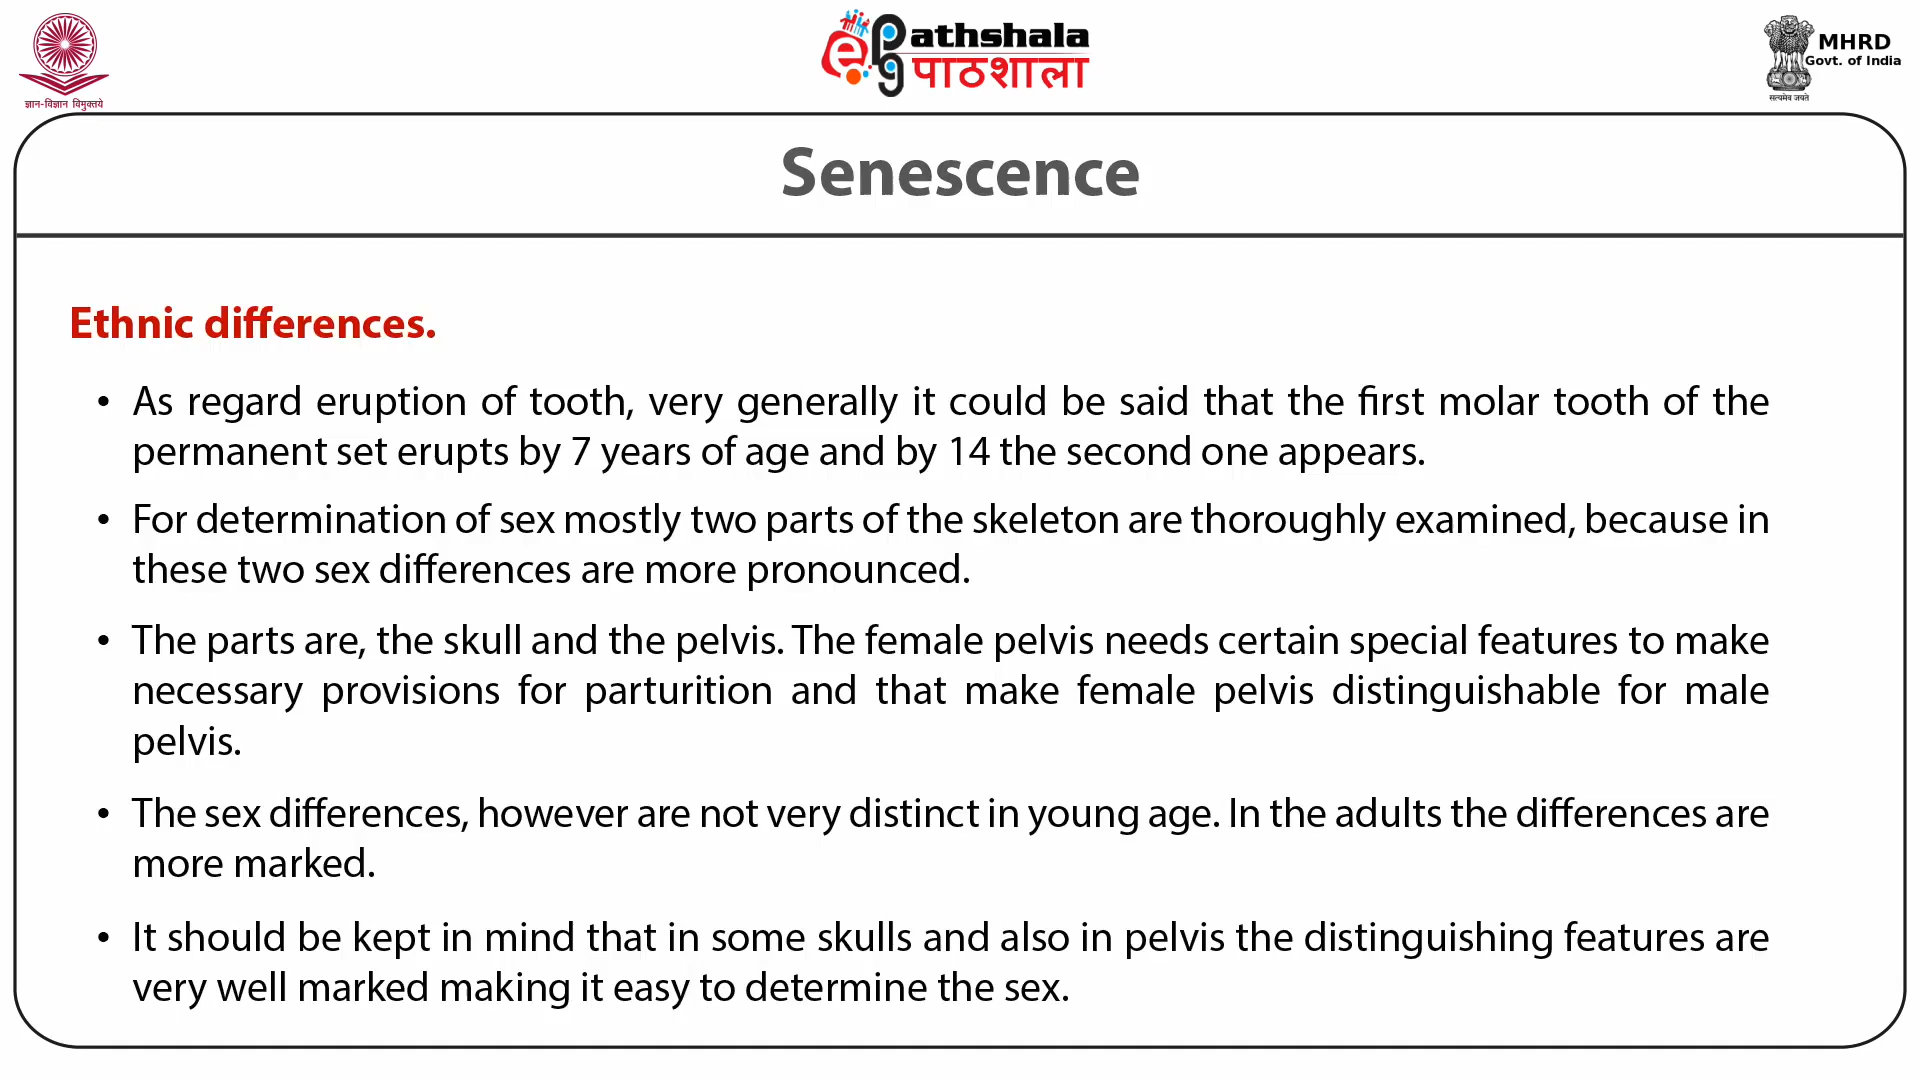 ज्ञान-विज्ञान विमुक्तये
e Pathshala
पाठशाला
MHRD
Govt. of India
सत्यमेव जयते
Senescence
Ethnic differences.
• As regard eruption of tooth, very generally it could be said that the first molar tooth of the
permanent set erupts by 7 years of age and by 14 the second one appears.
• For determination of sex mostly two parts of the skeleton are thoroughly examined, because in
these two sex differences are more pronounced.
• The parts are, the skull and the pelvis. The female pelvis needs certain special features to make
necessary provisions for parturition and that make female pelvis distinguishable for male
pelvis.
• The sex differences, however are not very distinct in young age. In the adults the differences are
more marked.
• It should be kept in mind that in some skulls and also in pelvis the distinguishing features are
very well marked making it easy to determine the sex.